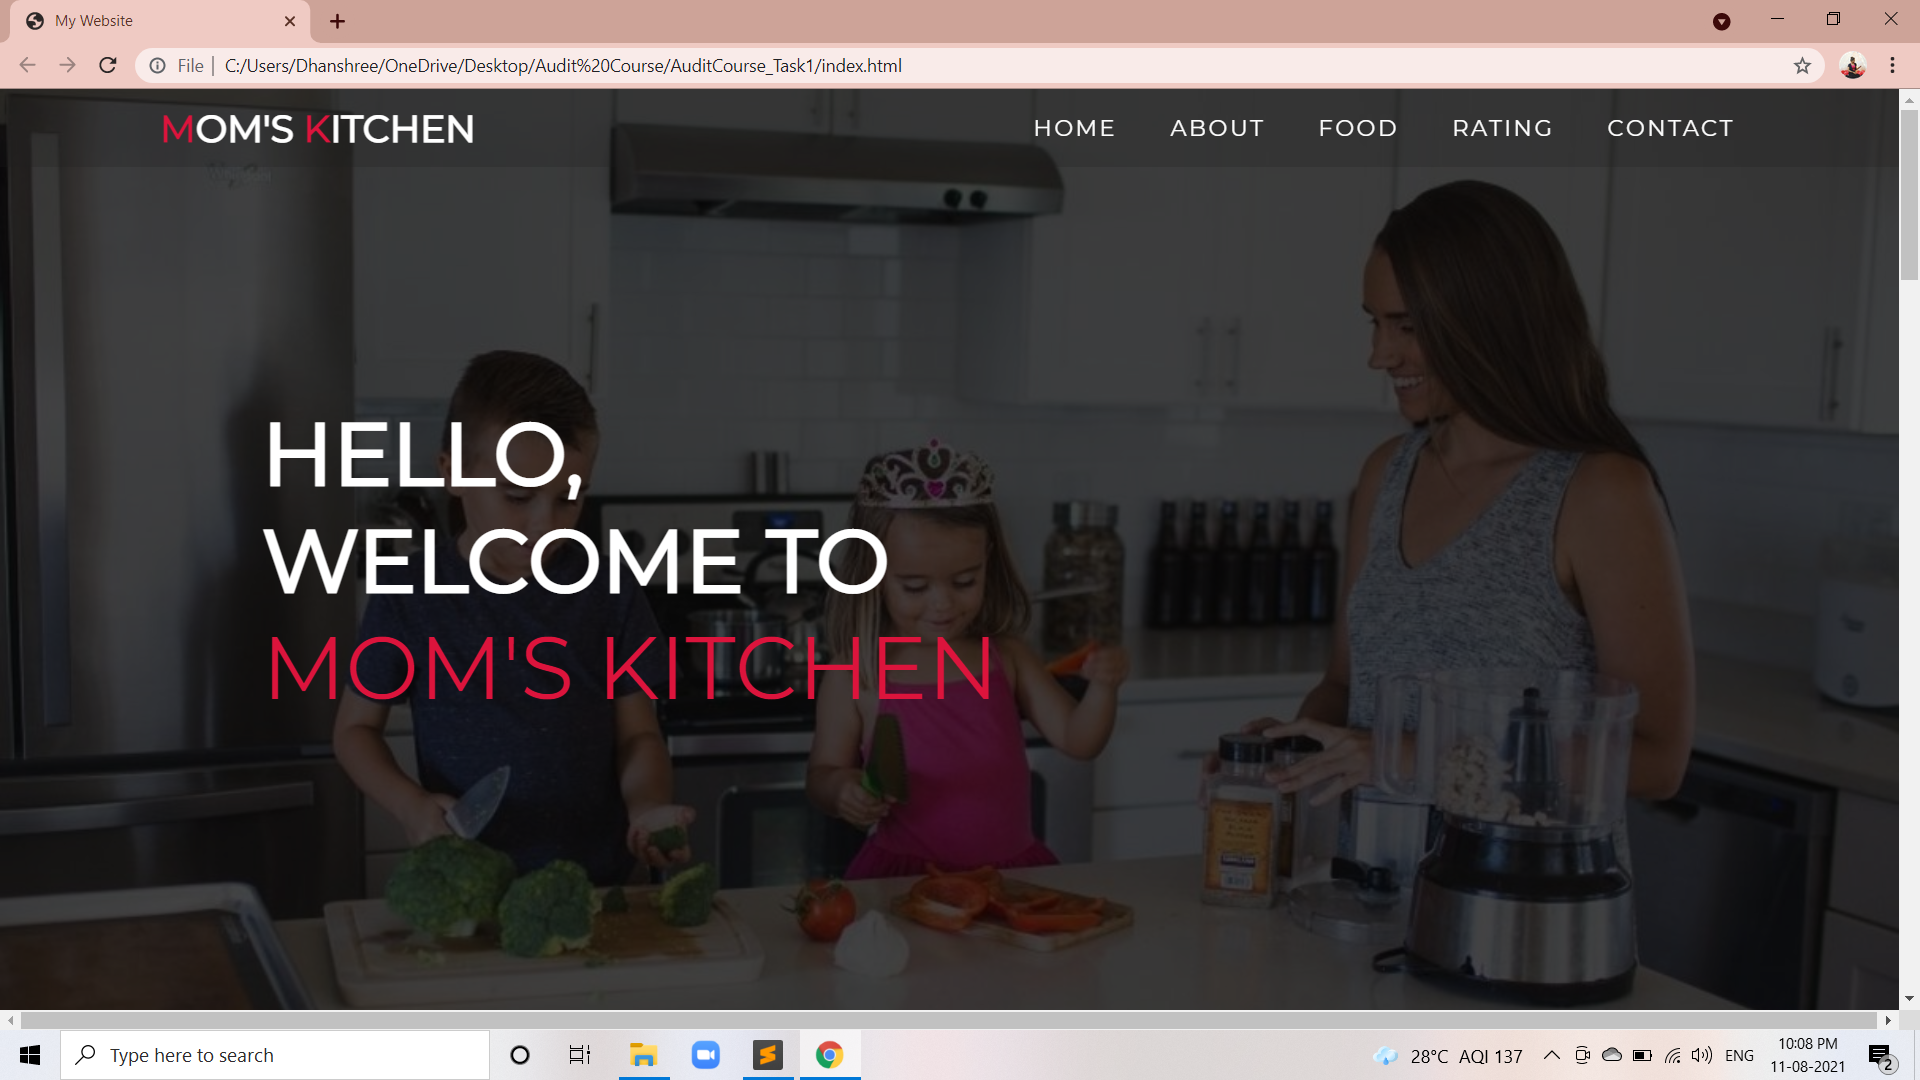 My Website
File
C:/Users/Dhanshree/OneDrive/Desktop/Audit%20Course/AuditCourse_Task1/index.html
MOM'S KITCHEN
HOME
ABOUT
FOOD
RATING
CONTACT
HELLO,
WELCOME TO
MOM'S KITCHEN
Type here to search
28°C AQI 137
ENG
10:08 PM
11-08-2021
2